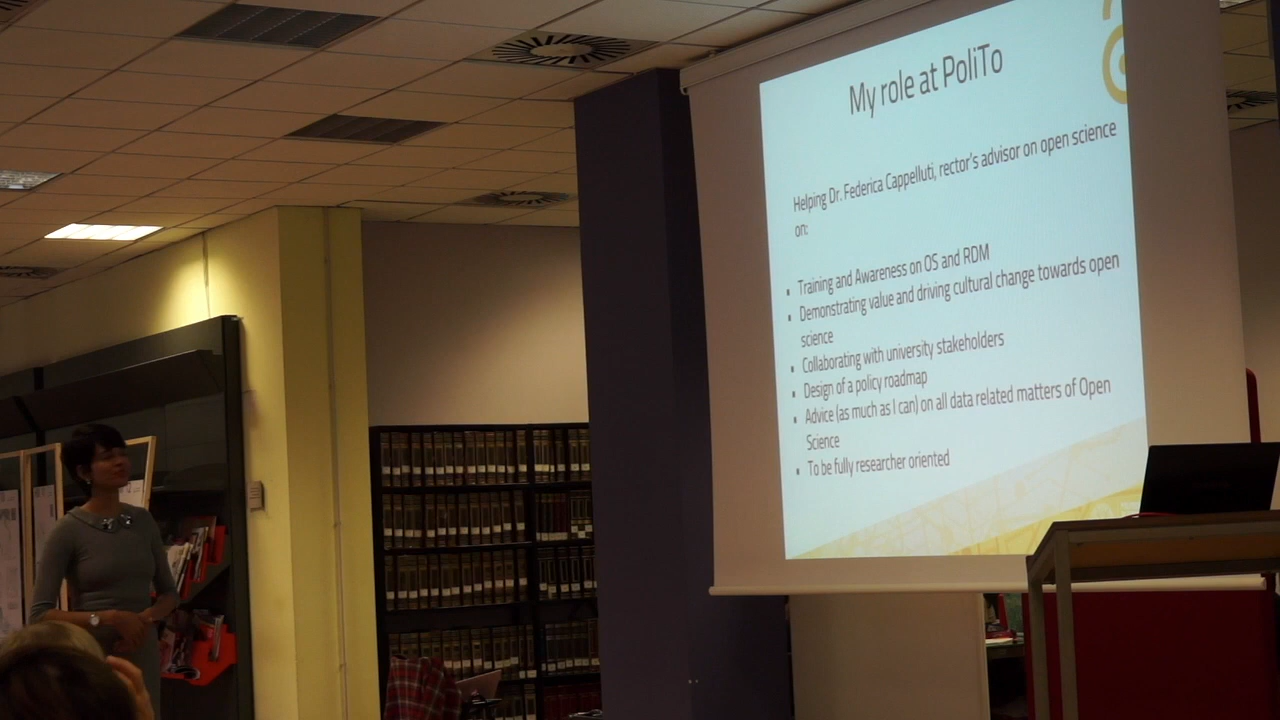 My role at PoliTo
Helping Dr. Federica Cappelluti, rector's advisor on open science
on:
▪ Training and Awareness on OS and RDM
▪ Demonstrating value and driving cultural change towards open
science
▪ Collaborating with university stakeholders
▪ Design of a policy roadmap
▪ Advice (as much as I can) on all data related matters of Open
Science
▪ To be fully researcher oriented